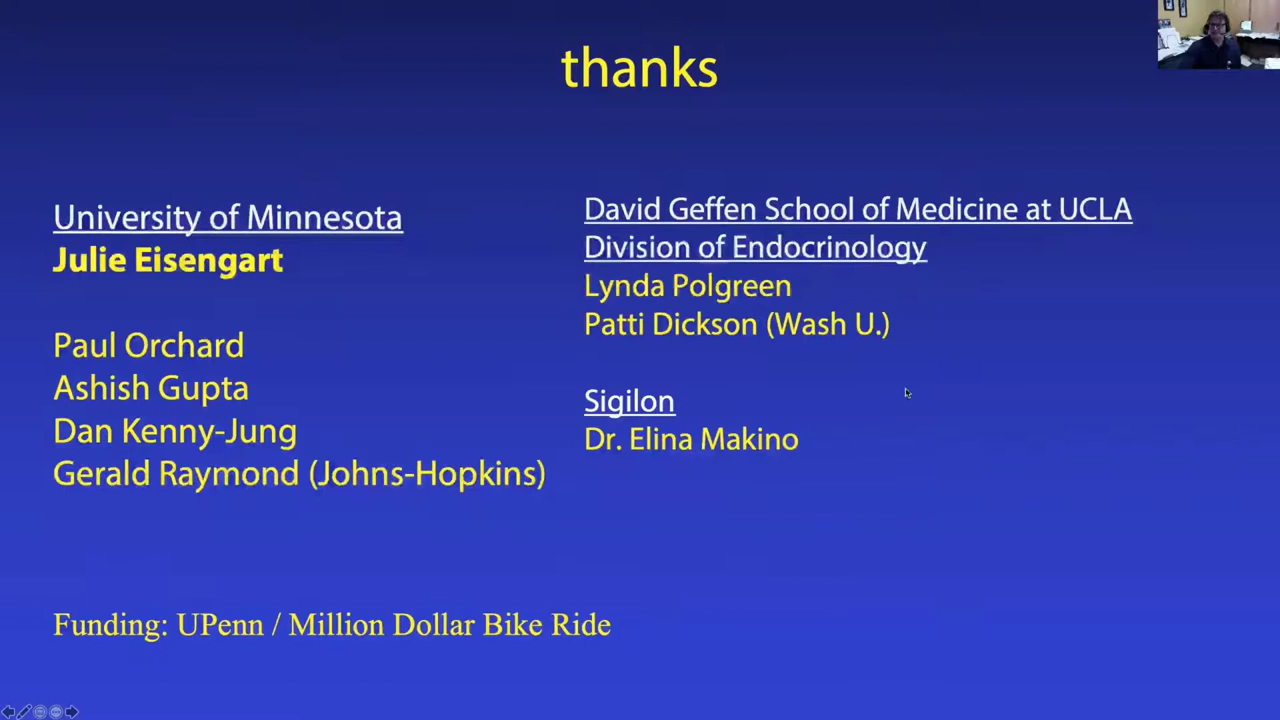 thanks
University of Minnesota
Julie Eisengart
Paul Orchard
Ashish Gupta
Dan Kenny-Jung
Gerald Raymond (Johns-Hopkins)
David Geffen School of Medicine at UCLA
Division of Endocrinology
Lynda Polgreen
Patti Dickson (Wash U.)
Sigilon
Dr. Elina Makino
Funding: UPenn / Million Dollar Bike Ride